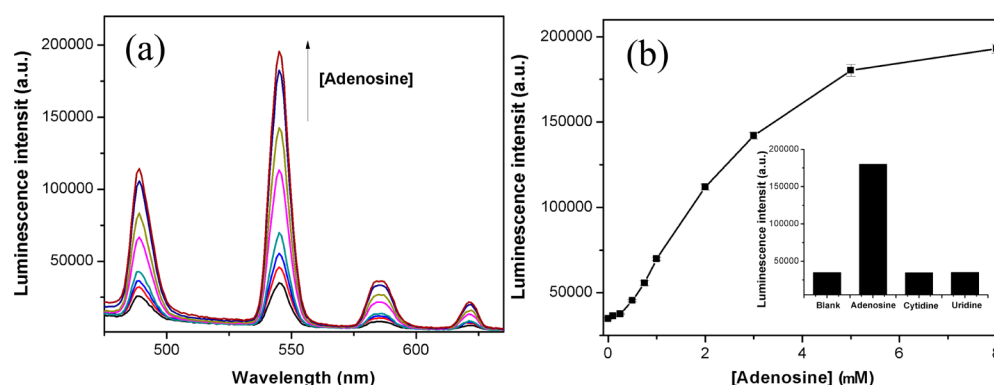 (a)
[Adenosine]
Luminescence intensit (a.u.)
200000
150000
100000
50000
500
550
600
Wavelength (nm)
(b)
Luminescence intensit (a.u.)
200000
150000
100000
50000
0
2
4
6
8
[Adenosine] (mM)
Luminescence intensit (a.u.)
200000
150000
100000
50000
0
Blank Adenosine Cytidine Uridine